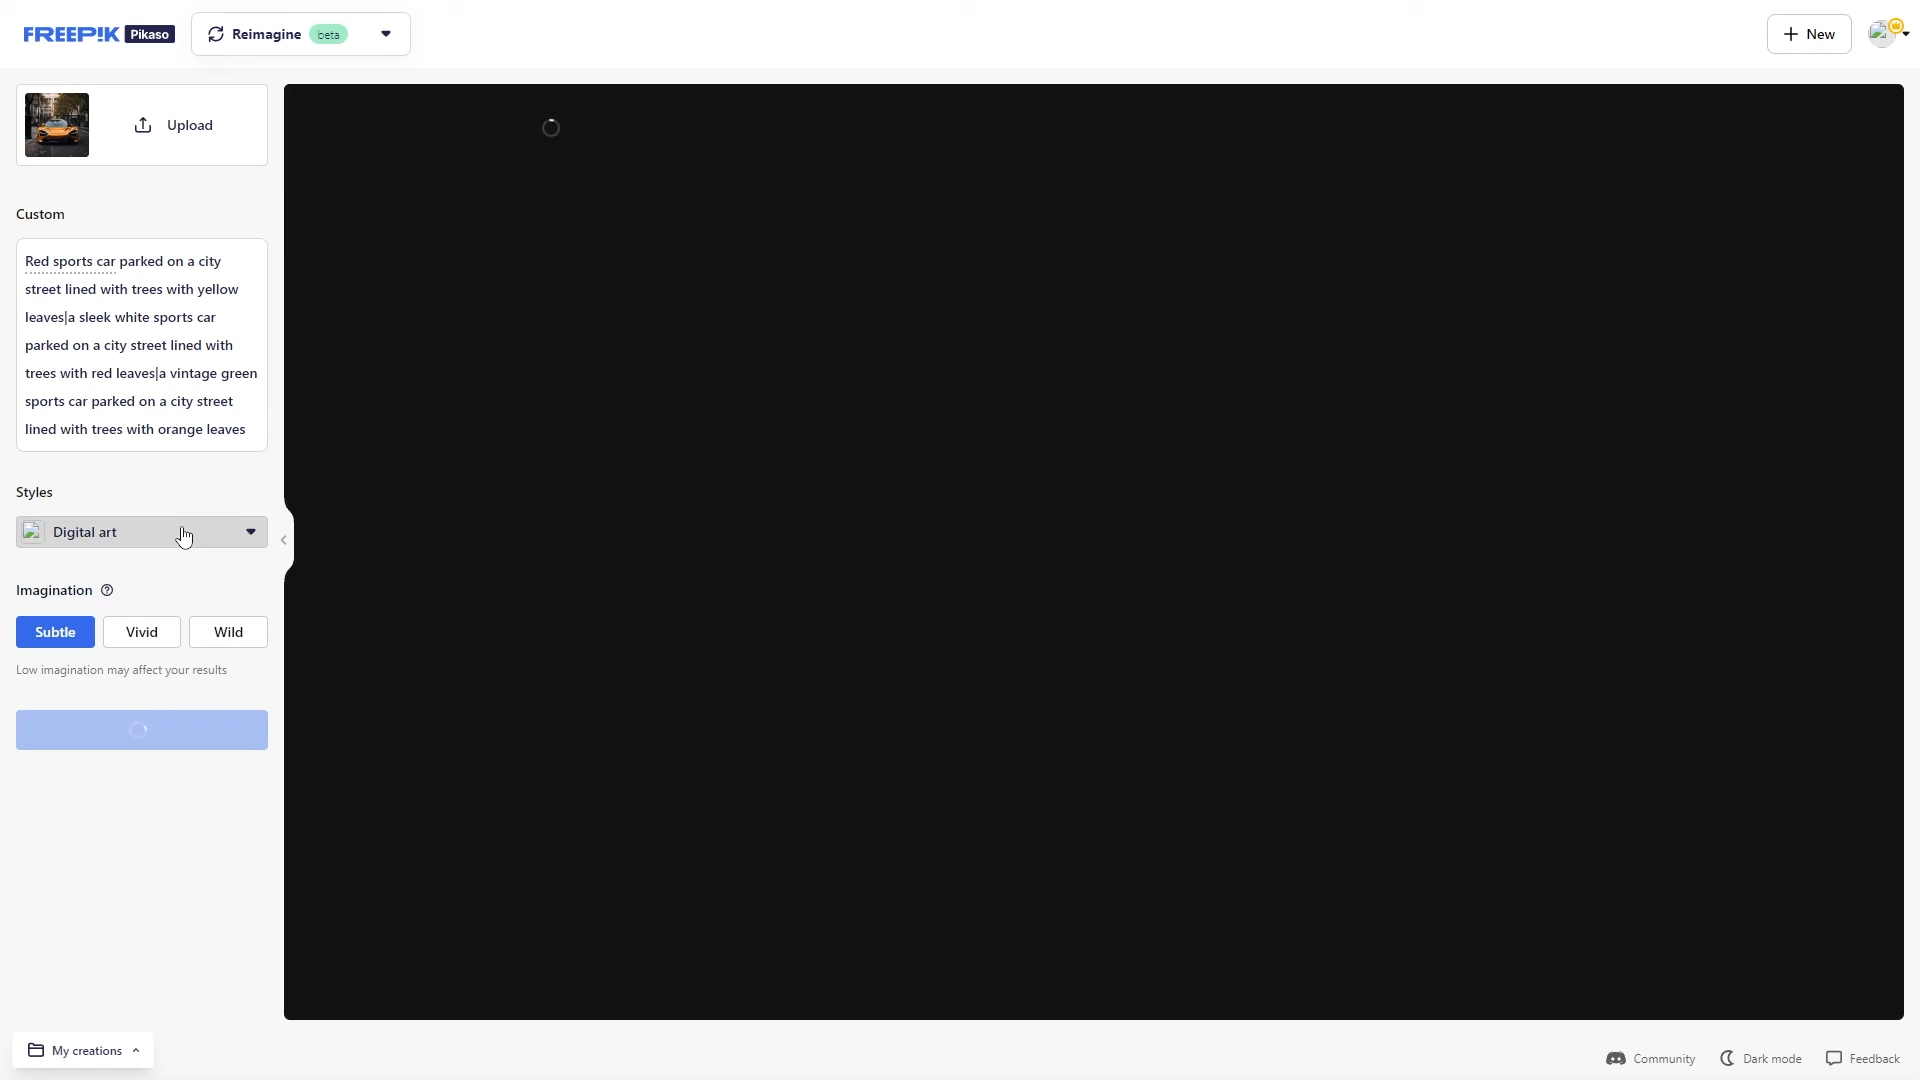 FREEPIK Pikaso
Reimagine beta
New
Upload
Custom
Red sports car parked on a city
street lined with trees with yellow
leaves|a sleek white sports car
parked on a city street lined with
trees with red leaves|a vintage green
sports car parked on a city street
lined with trees with orange leaves
Styles
Digital art
Imagination
Subtle Vivid Wild
Low imagination may affect your results
My creations
Community Dark mode Feedback